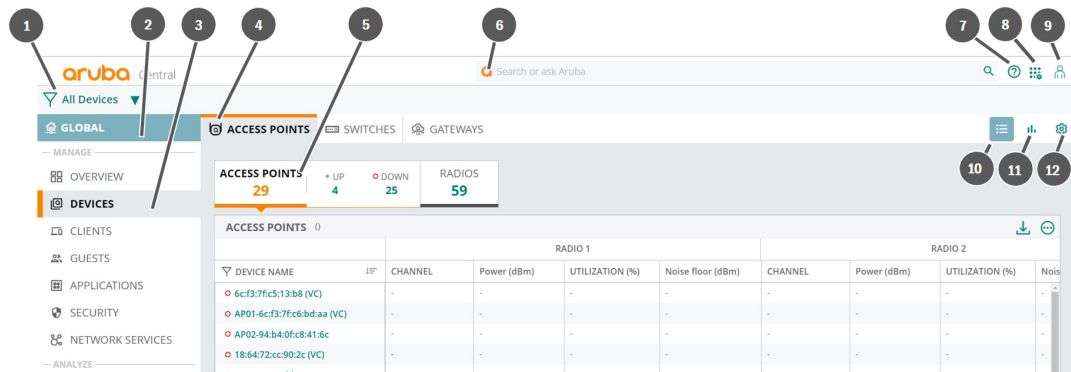 1 2 3 4 5 6 7 8 9
aruba Central
Search or ask Aruba
All Devices
GLOBAL
ACCESS POINTS SWITCHES GATEWAYS
MANAGE
10 11 12
OVERVIEW
ACCESS POINTS UP DOWN RADIOS
29 4 25 59
DEVICES
CLIENTS
ACCESS POINTS ()
GUESTS
RADIO 1 RADIO 2
APPLICATIONS
DEVICE NAME CHANNEL Power (dBm) UTILIZATION (%) Noise floor (dBm) CHANNEL Power (dBm) UTILIZATION (%) Nois
6c:f3:7f:c5:13:b8 (VC) - - - - - - - -
SECURITY
AP01-6c:f3:7f:c6:bd:aa (VC) - - - - - - - -
AP02-94:b4:0f:c8:41:6c - - - - - - - -
NETWORK SERVICES
18:64:72:cc:90:2c (VC) - - - - - - - -
ANALYZE